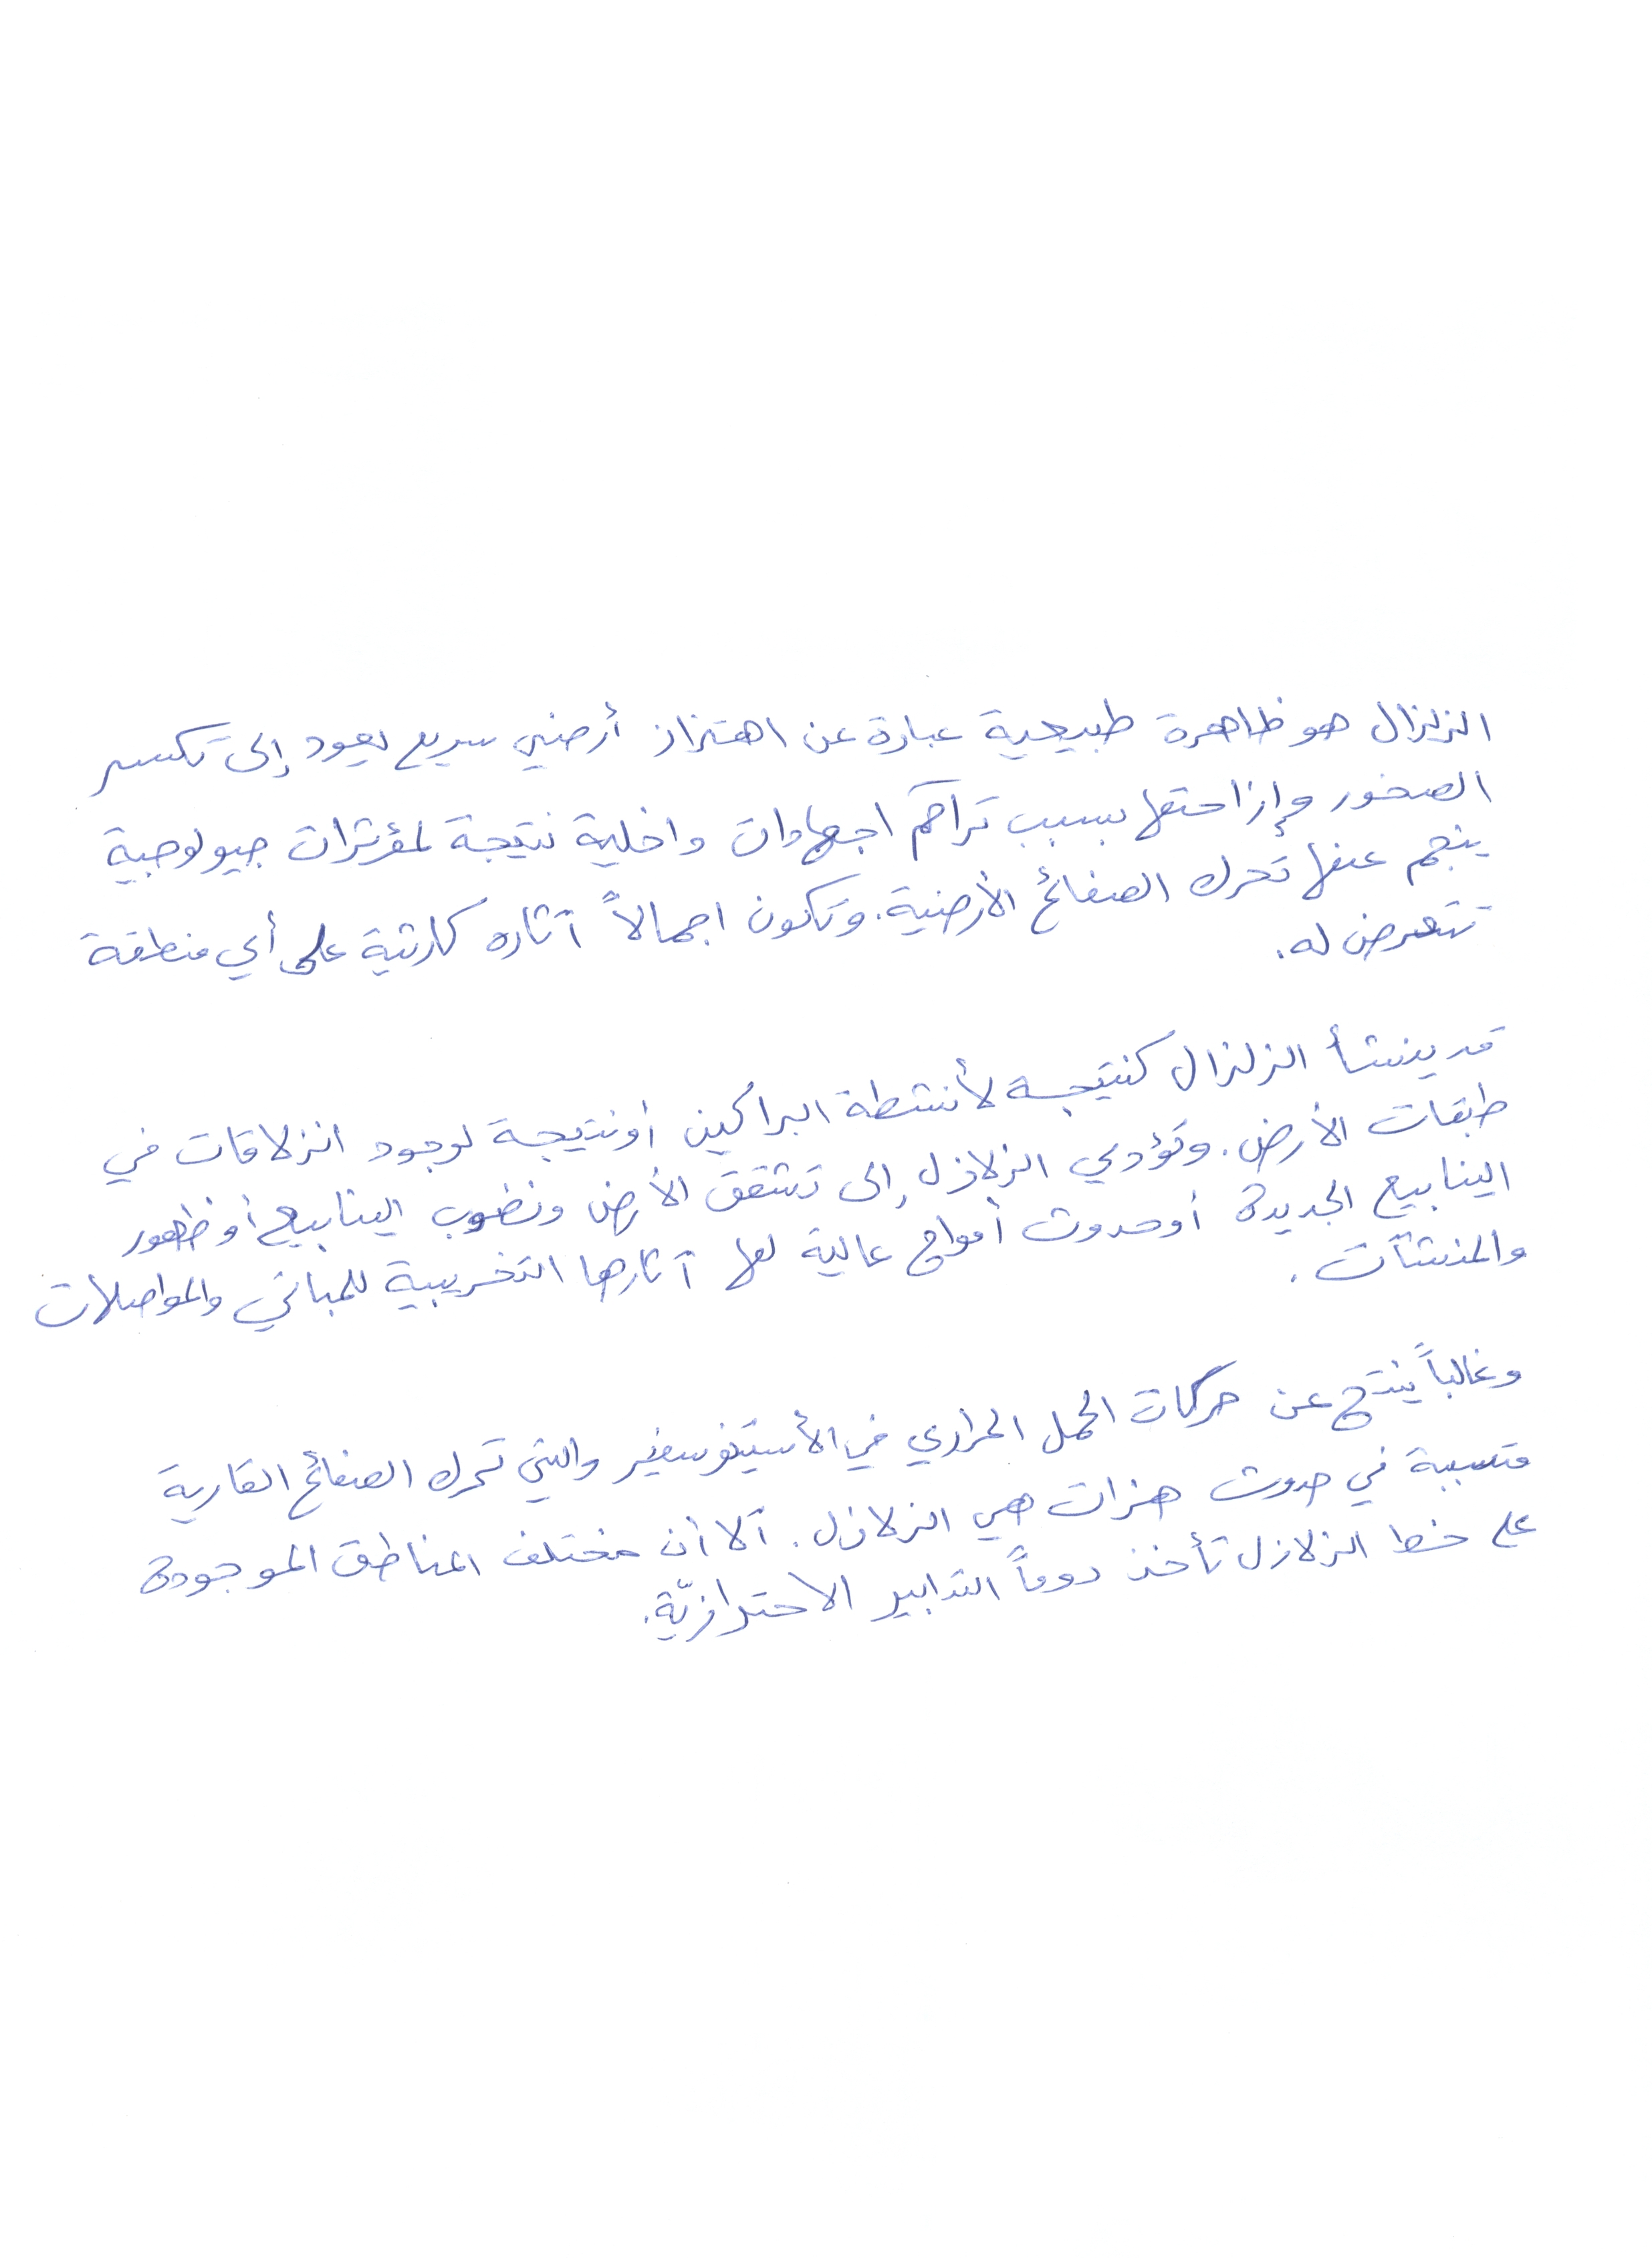 الزلزال هو ظاهرة طبيعية عبارة عن اهتزاز أرضي سريع يعود إلى تكسر
الصخور وإزاحتها بسبب تراكم اجهادات داخلية نتيجة لمؤثرات جيولوجية
ينجم عنها تحرك الصفائح الأرضية. وتكون اجمالاً آثاره كارثية على أي منطقة
تتعرض له.
قد ينشأ الزلزال كنتيجة لأنشطة البراكين أو نتيجة لوجود انزلاقات في
طبقات الأرض. وتؤدي الزلازل إلى تشقق الأرض ونضوب الينابيع أو ظهور
الينابيع الجديدة أو حدوث أمواج عالية لها آثارها التخريبية للمباني والمواصلات
والمنشآت.
وغالباً ينتج عن حركات الحمل الحراري في الأستينوسفير والتي تحرك الصفائح القارية
متسببة في حدوث هزات هي الزلازل. آلا أن مختلف المناطق الموجودة
على خط الزلازل تأخذ دوماً التدابير الاحترازيّة.